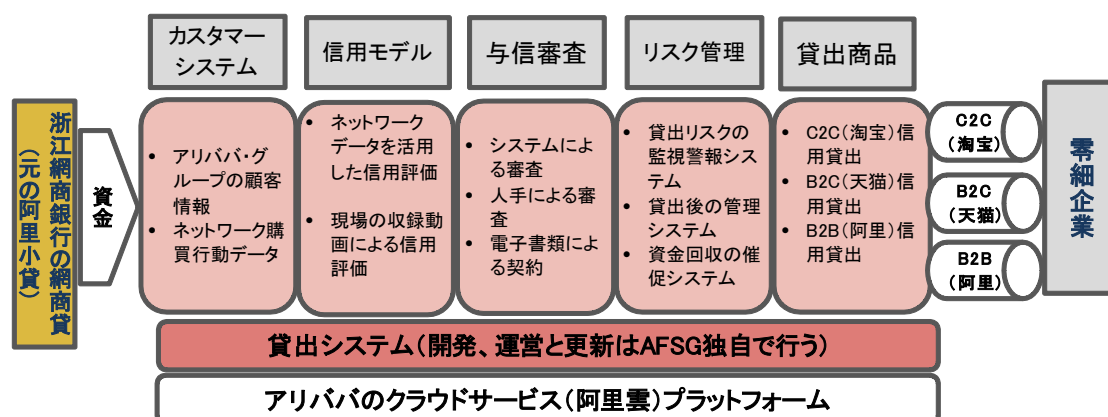 カスタマー
システム
信用モデル
与信審査
リスク管理
貸出商品
浙江網商銀行の網商貸
(元の阿里小貸)
資金
• アリババ・グ
ループの顧客
情報
• ネットワーク購
買行動データ
• ネットワーク
データを活用
した信用評価
• 現場の収録動
画による信用
評価
• システムによ
る審査
• 人手による審
査
• 電子書類によ
る契約
• 貸出リスクの
監視警報シス
テム
• 貸出後の管理
システム
• 資金回収の催
促システム
• C2C(淘宝)信
用貸出
• B2C(天猫)信
用貸出
• B2B(阿里)信
用貸出
C2C
(淘宝)
B2C
(天猫)
B2B
(阿里)
零細企業
貸出システム(開発、運営と更新はAFSG独自で行う)
アリババのクラウドサービス(阿里雲)プラットフォーム